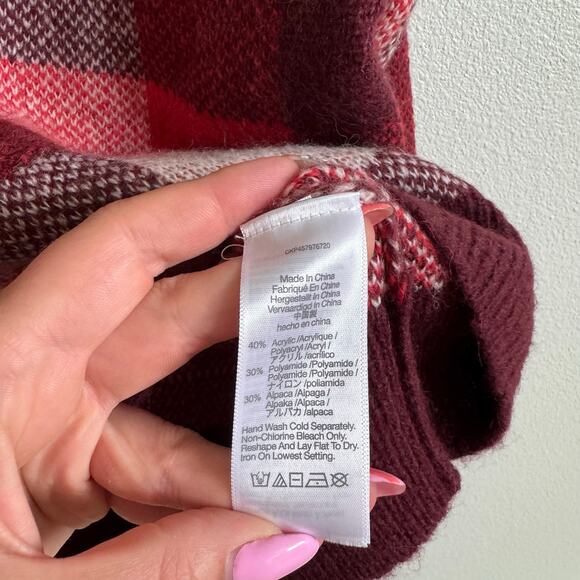 Made In China
Fabriqué En Chine
Hergestellt In China
Vervaardigd In China
中国製
hecho en china
40% Acrylic /Acrylique /
Polyacryl /Acryl /
アクリル /acrílico
30% Polyamide /Polyamide /
Polyamide /Polyamide /
ナイロン /poliamida
30% Alpaca /Alpaga /
Alpaka /Alpaca /
アルパカ /alpaca
Hand Wash Cold Separately.
Non-Chlorine Bleach Only.
Reshape And Lay Flat To Dry.
Iron On Lowest Setting.